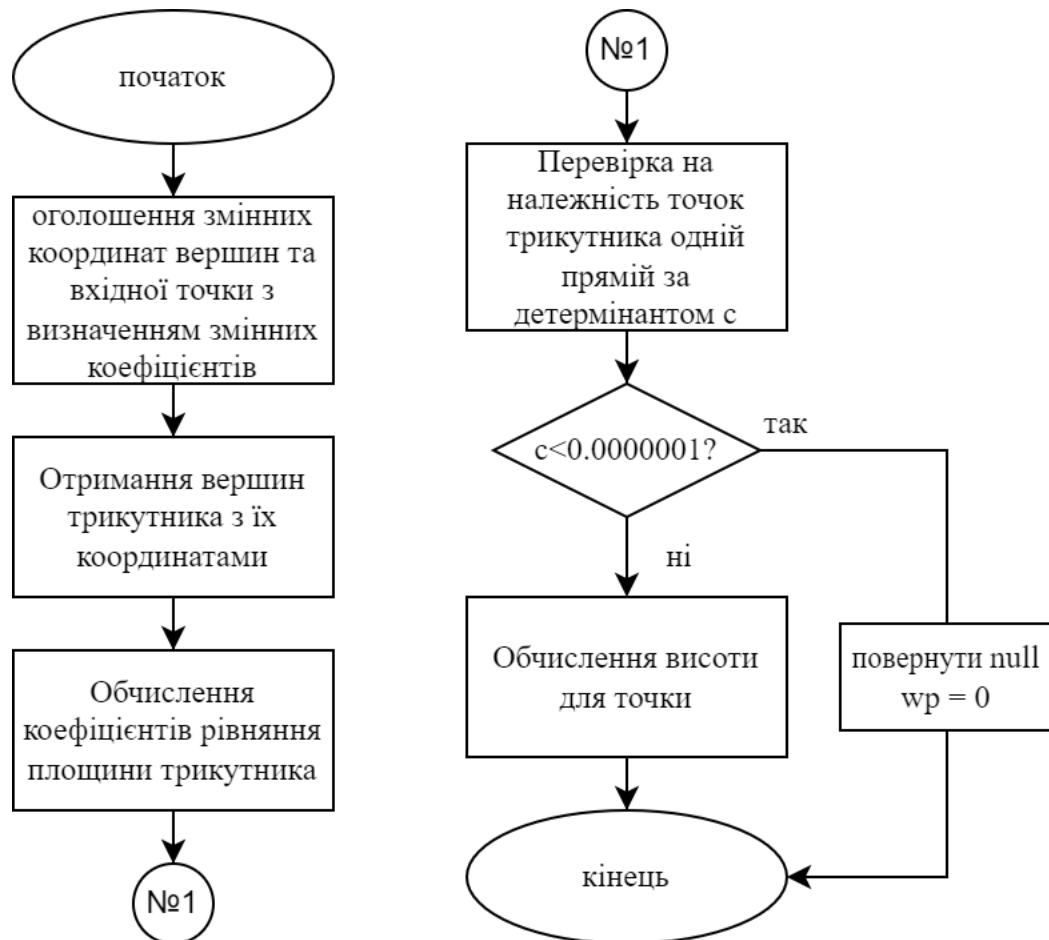 початок
оголошення змінних
координат вершин та
вхідної точки з
визначенням змінних
коефіцієнтів
Отримання вершин
трикутника з їх
координатами
Обчислення
коефіцієнтів рівняння
площини трикутника
№1
№1
Перевірка на
належність точок
трикутника одній
прямій за
детермінантом c
c<0.0000001?
так
ні
Обчислення висоти
для точки
повернути null
wp = 0
кінець